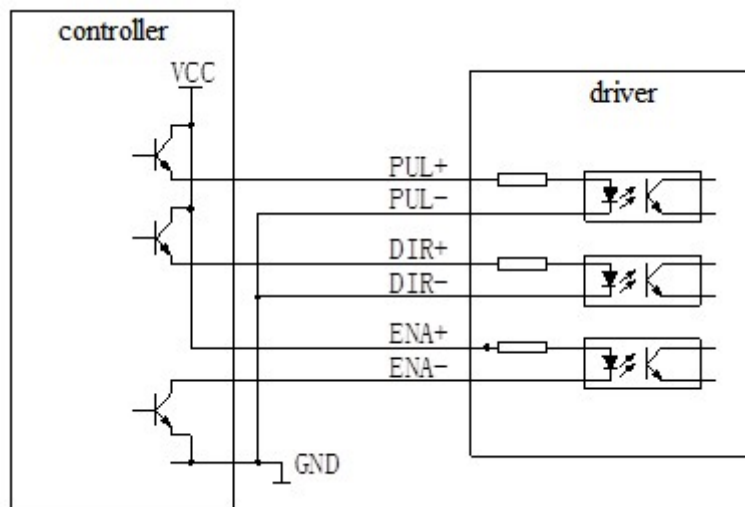 controller
VCC
driver
PUL+
PUL-
DIR+
DIR-
ENA+
ENA-
GND